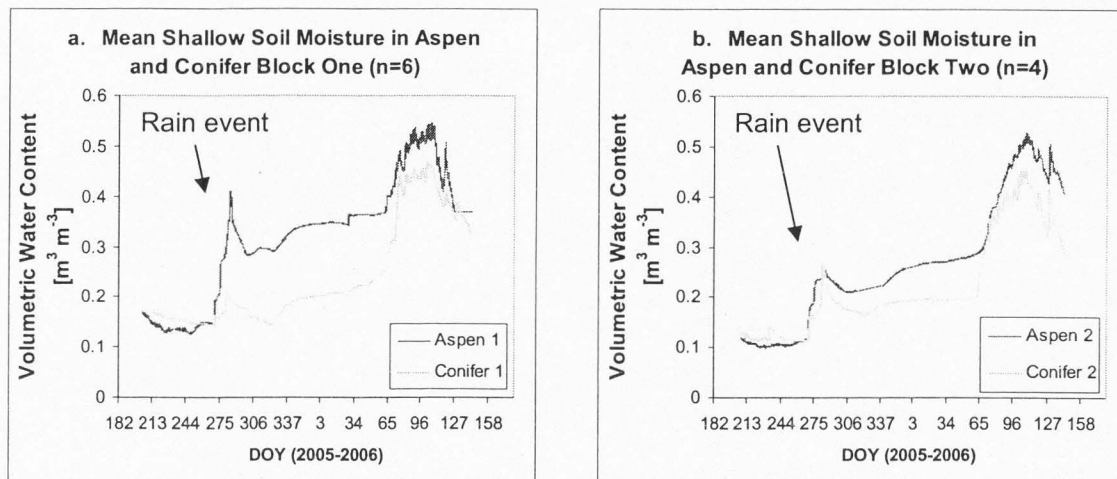 a. Mean Shallow Soil Moisture in Aspen
and Conifer Block One (n=6)
Volumetric Water Content
[m³ m⁻³]
0.6
0.5
0.4
0.3
0.2
0.1
0
Rain event
Aspen 1
Conifer 1
182 213 244 275 306 337 3 34 65 96 127 158
DOY (2005-2006)
b. Mean Shallow Soil Moisture in
Aspen and Conifer Block Two (n=4)
Volumetric Water Content
[m³ m⁻³]
0.6
0.5
0.4
0.3
0.2
0.1
0
Rain event
Aspen 2
Conifer 2
182 213 244 275 306 337 3 34 65 96 127 158
DOY (2005-2006)